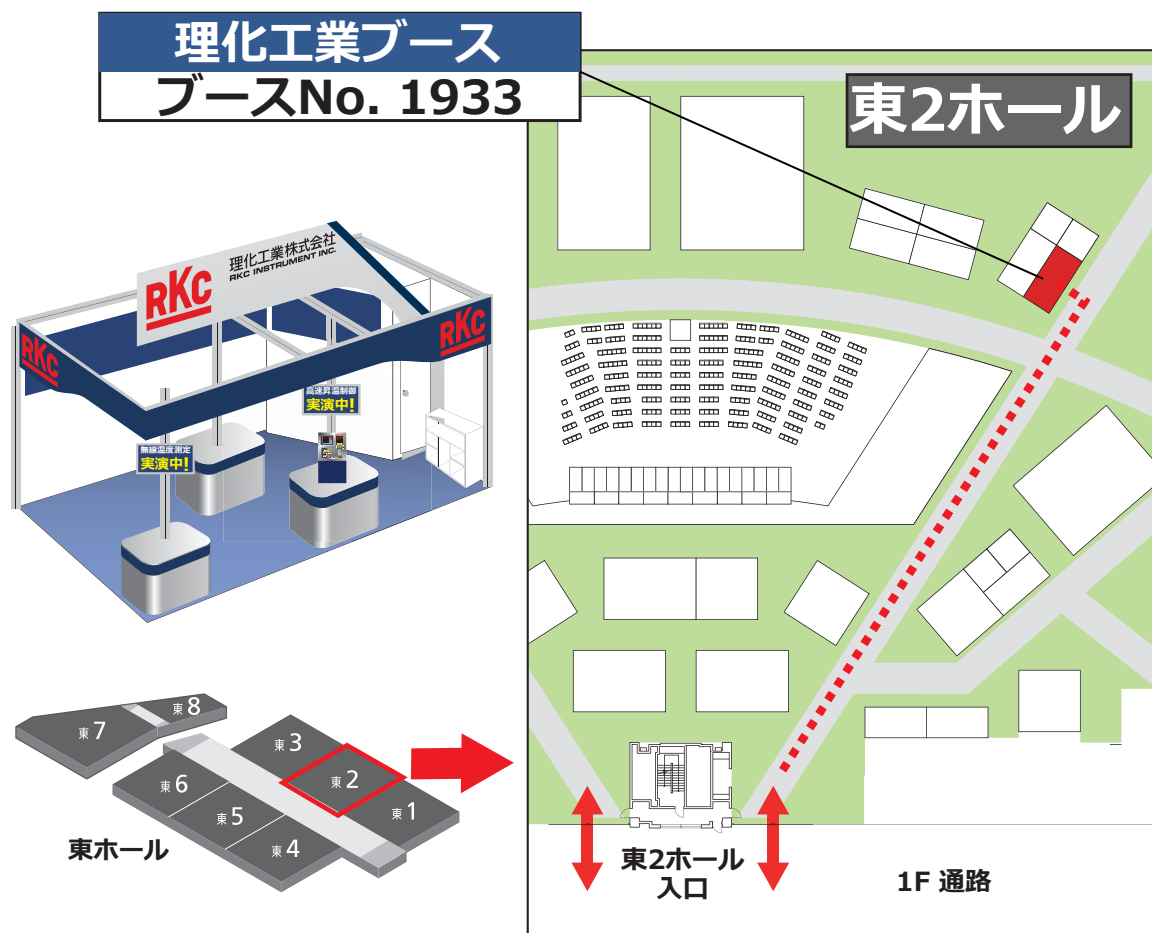 理化工業ブース
ブースNo. 1933
東2ホール
理化工業株式会社
RKC INSTRUMENT INC.
RKC
RKC
RKC
高速昇温制御
実演中!
無線温度測定
実演中!
東7
東8
東3
東2
東1
東6
東5
東4
東ホール
東2ホール
入口
1F 通路